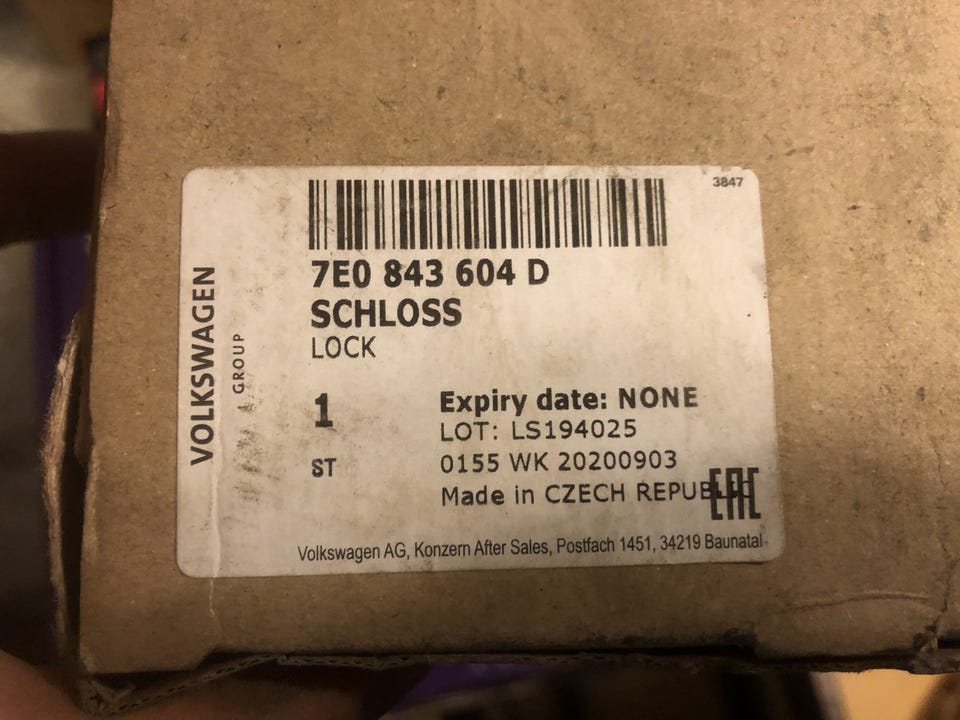 3847
7E0 843 604 D
SCHLOSS
LOCK
VOLKSWAGEN
GROUP
1
ST
Expiry date: NONE
LOT: LS194025
0155 WK 20200903
Made in CZECH REPUBLIC
EAC
Volkswagen AG, Konzern After Sales, Postfach 1451, 34219 Baunatal